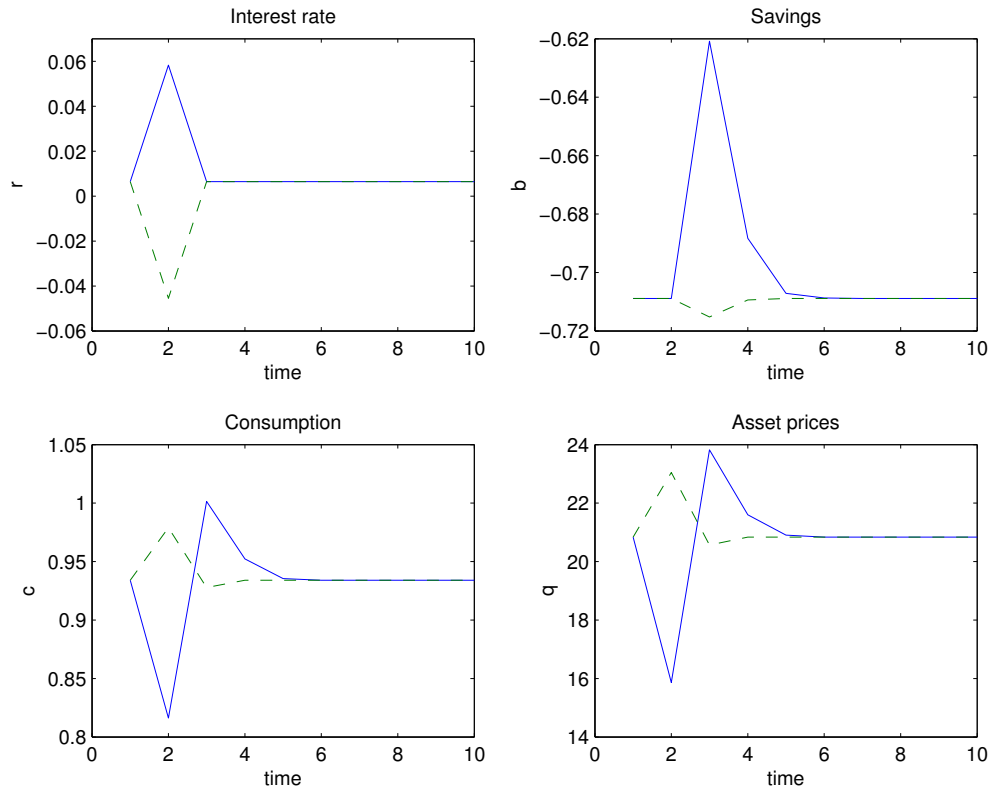 Interest rate
0.06
0.04
0.02
0
−0.02
−0.04
−0.06
r
0 2 4 6 8 10
time
Savings
−0.62
−0.64
−0.66
−0.68
−0.7
−0.72
b
0 2 4 6 8 10
time
Consumption
1.05
1
0.95
0.9
0.85
0.8
c
0 2 4 6 8 10
time
Asset prices
24
22
20
18
16
14
q
0 2 4 6 8 10
time